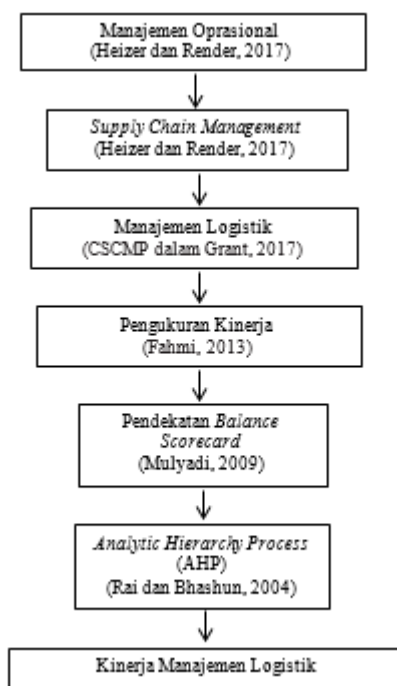 Manajemen Oprasional
(Heizer dan Render, 2017)
Supply Chain Management
(Heizer dan Render, 2017)
Manajemen Logistik
(CSCMP dalam Grant, 2017)
Pengukuran Kinerja
(Fahmi, 2013)
Pendekatan Balance
Scorecard
(Mulyadi, 2009)
Analytic Hierarchy Process
(AHP)
(Rai dan Bhashun, 2004)
Kinerja Manajemen Logistik